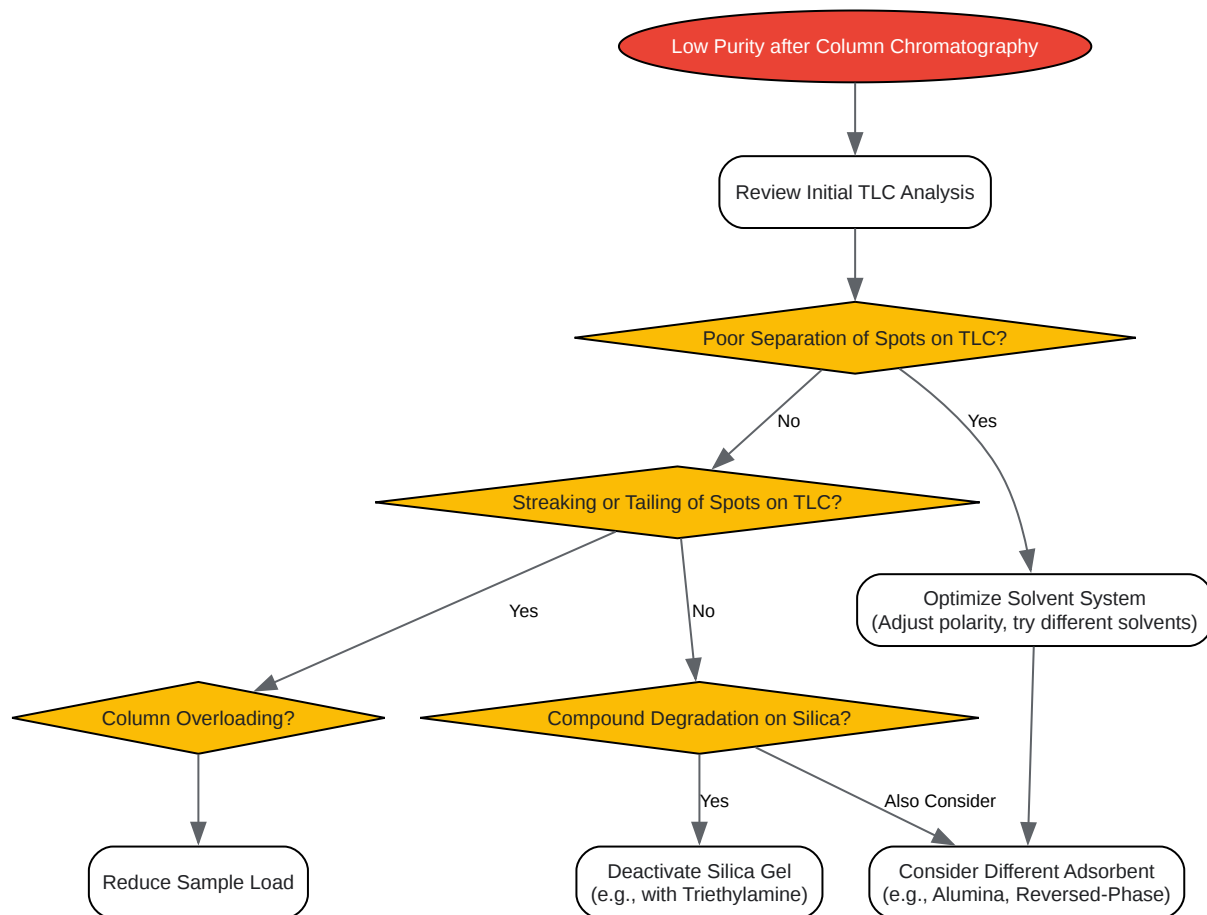 Low Purity after Column Chromatography
Review Initial TLC Analysis
Poor Separation of Spots on TLC?
No
Yes
Streaking or Tailing of Spots on TLC?
Optimize Solvent System
(Adjust polarity, try different solvents)
Yes
No
Column Overloading?
Compound Degradation on Silica?
Yes
Also Consider
Reduce Sample Load
Deactivate Silica Gel
(e.g., with Triethylamine)
Consider Different Adsorbent
(e.g., Alumina, Reversed-Phase)